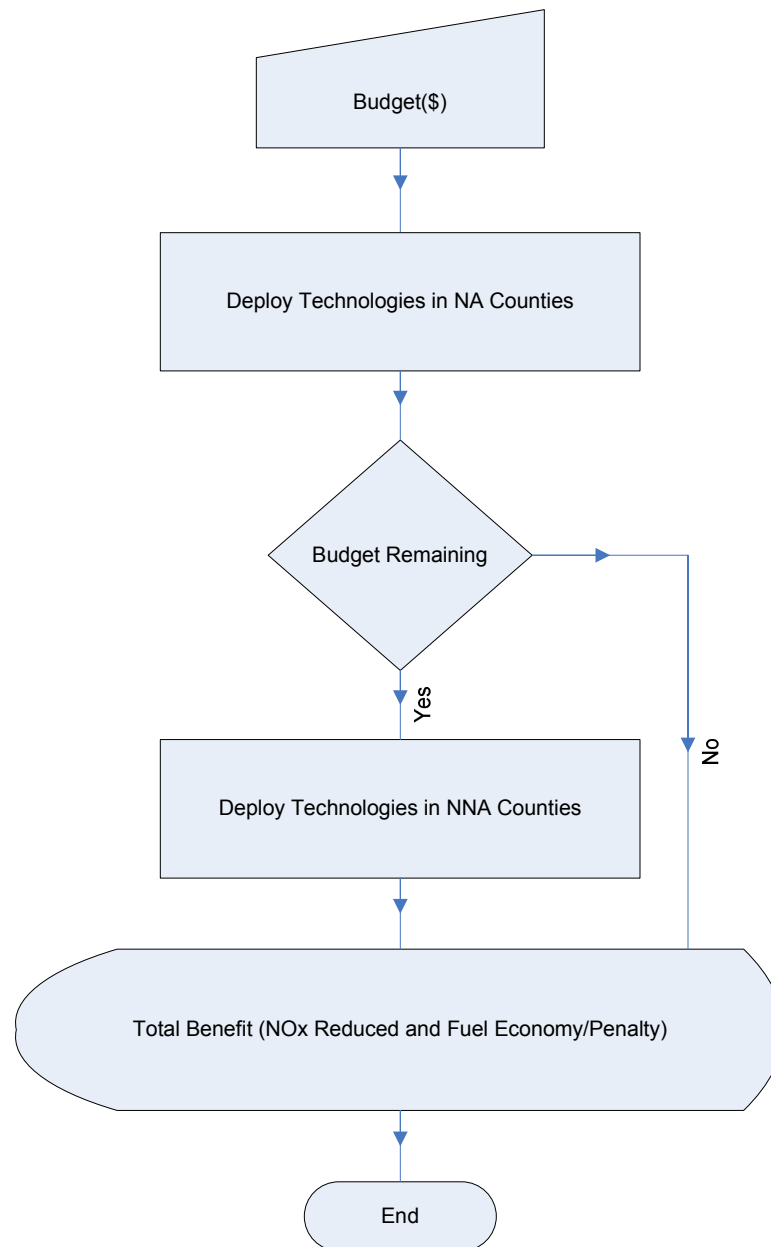 Budget($)
Deploy Technologies in NA Counties
Budget Remaining
Yes
No
Deploy Technologies in NNA Counties
Total Benefit (NOx Reduced and Fuel Economy/Penalty)
End